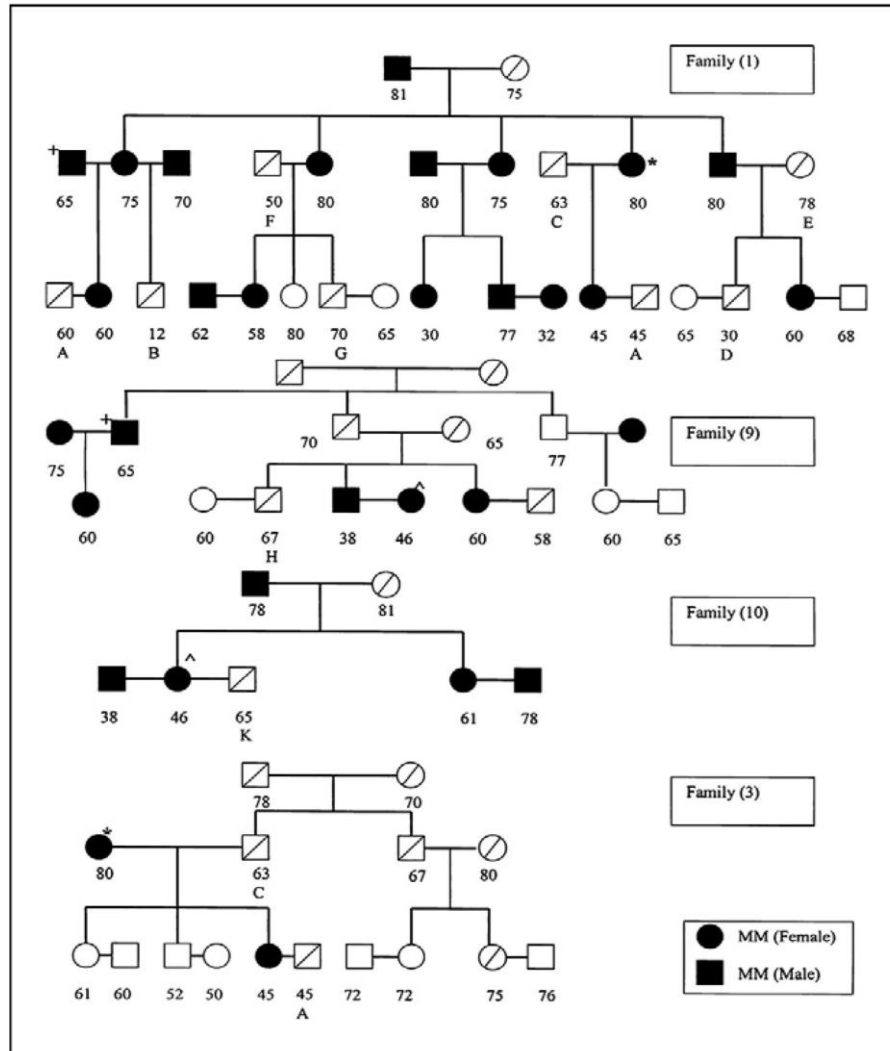 Family (1)
81 75
+
*
65 75 70 50 80 80 75 63 80 80 78
F C E
60 60 12 62 58 80 70 65 30 77 32 45 45 65 30 60 68
A B G A D
Family (9)
+
70 65
75 65 77
^
60 60 67 38 46 60 58 60 65
H
Family (10)
78 81
^
38 46 65 61 78
K
Family (3)
78 70
*
80 63 67 80
C
61 60 52 50 45 45 72 72 75 76
A
MM (Female)
MM (Male)